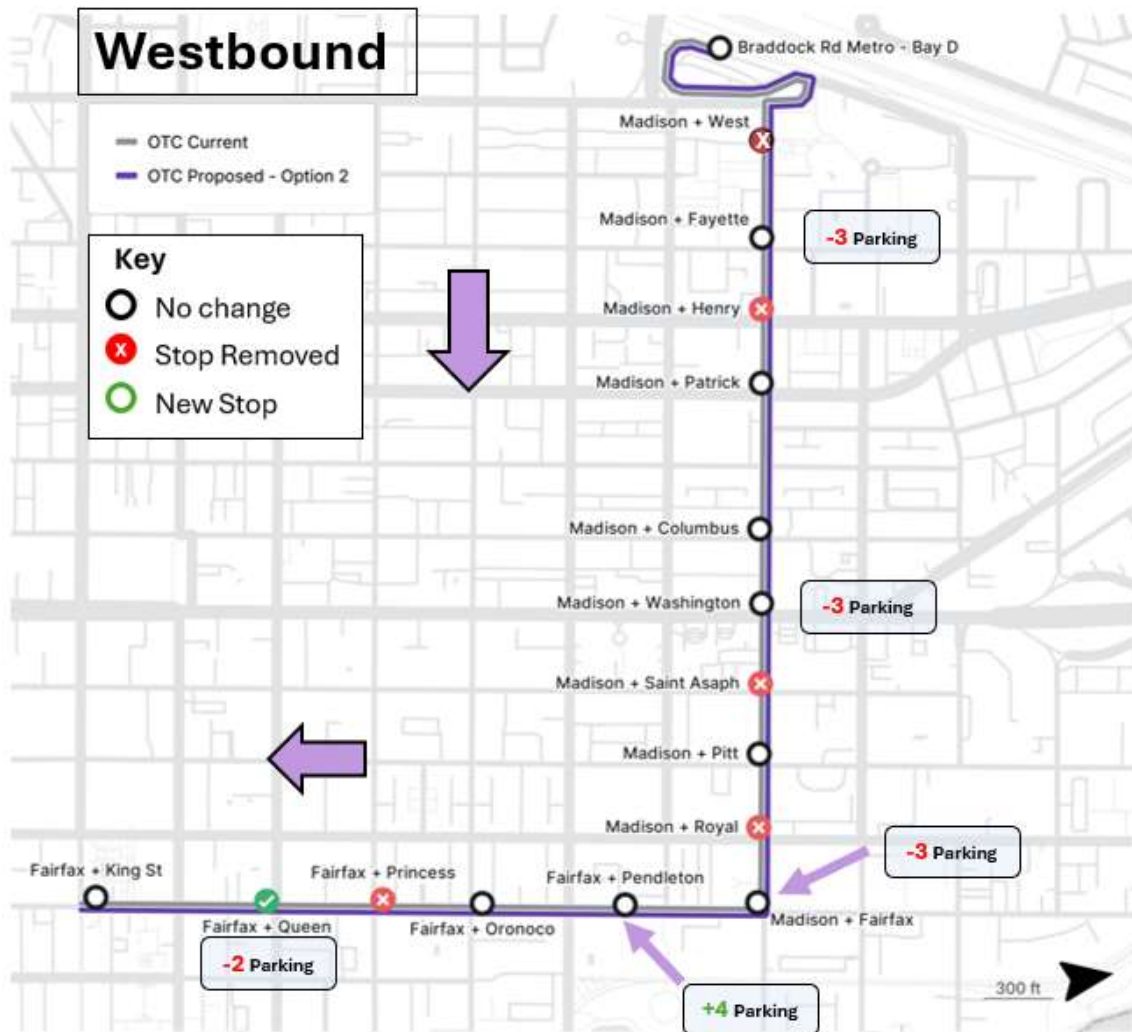 Westbound
Braddock Rd Metro - Bay D
OTC Current
OTC Proposed - Option 2
Key
No change
X Stop Removed
New Stop
Madison + West
X
Madison + Fayette
-3 Parking
Madison + Henry
Madison + Patrick
Madison + Columbus
Madison + Washington
-3 Parking
Madison + Saint Asaph
Madison + Pitt
Madison + Royal
-3 Parking
Fairfax + King St
Fairfax + Princess
Fairfax + Pendleton
Fairfax + Queen
Fairfax + Oronoco
Madison + Fairfax
-2 Parking
+4 Parking
300 ft